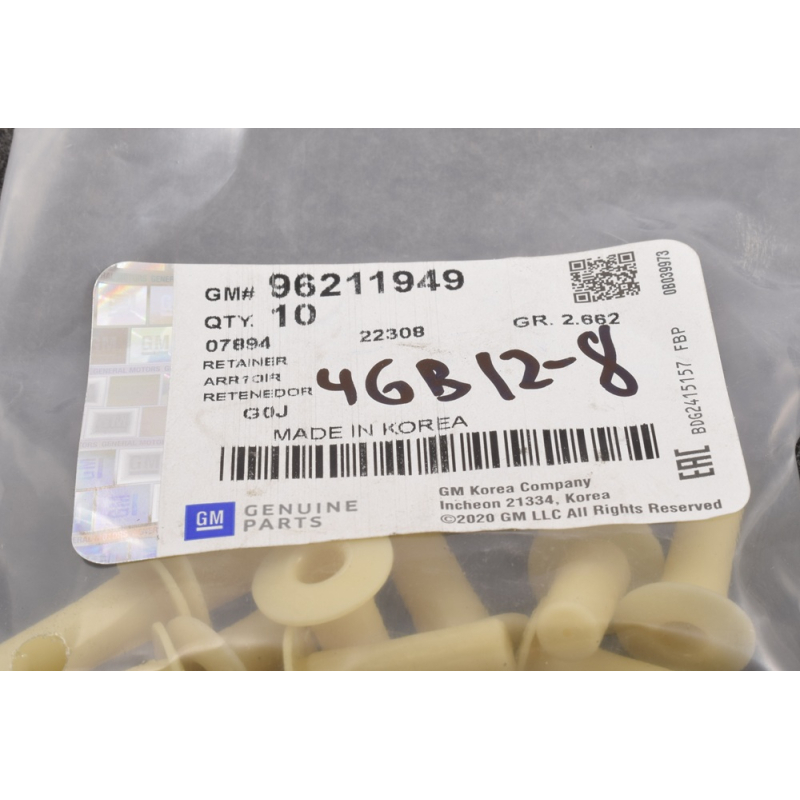 GM# 96211949
QTY. 10
07894 22308 GR. 2.662
RETAINER
ARR?OIR
RETENEDOR
4GB12-8
G0J
MADE IN KOREA
GM GENUINE
PARTS
GM Korea Company
Incheon 21334, Korea
©2020 GM LLC All Rights Reserved
0B039973
BDG2415157 FBP
EAC